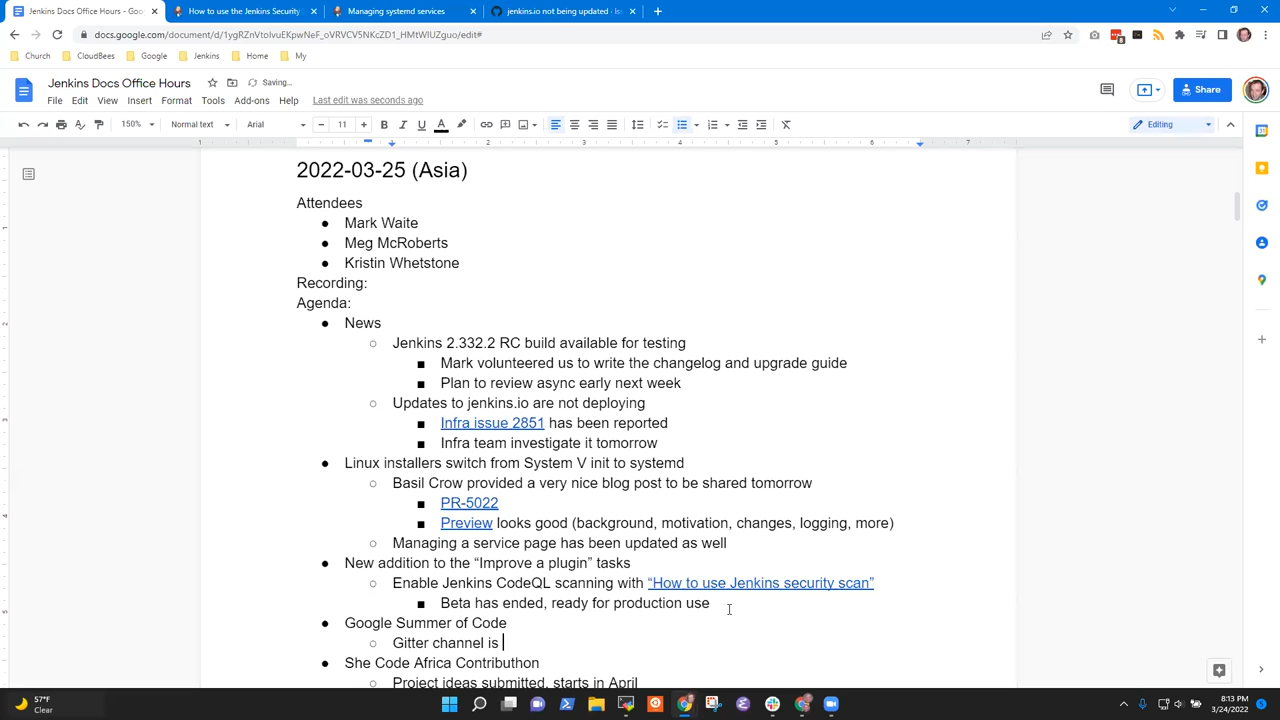 Jenkins Docs Office Hours - Goo
How to use the Jenkins Security
Managing systemd services
jenkins.io not being updated · Iss
docs.google.com/document/d/1ygRZnVtoIvuEKpwNeF_oVRVCV5NKcZD1_HMtWIUZguo/edit#
Church
CloudBees
Google
Jenkins
Home
My
Jenkins Docs Office Hours
Saving...
File Edit View Insert Format Tools Add-ons Help Last edit was seconds ago
Share
150% Normal text Arial 11 Editing
1 1 2 3 4 5 6 7
2022-03-25 (Asia)
Attendees
● Mark Waite
● Meg McRoberts
● Kristin Whetstone
Recording:
Agenda:
● News
○ Jenkins 2.332.2 RC build available for testing
■ Mark volunteered us to write the changelog and upgrade guide
■ Plan to review async early next week
○ Updates to jenkins.io are not deploying
■ Infra issue 2851 has been reported
■ Infra team investigate it tomorrow
● Linux installers switch from System V init to systemd
○ Basil Crow provided a very nice blog post to be shared tomorrow
■ PR-5022
■ Preview looks good (background, motivation, changes, logging, more)
○ Managing a service page has been updated as well
● New addition to the “Improve a plugin” tasks
○ Enable Jenkins CodeQL scanning with “How to use Jenkins security scan”
■ Beta has ended, ready for production use
● Google Summer of Code
○ Gitter channel is
● She Code Africa Contributhon
○ Project ideas submitted, starts in April
57°F
Clear
8:13 PM
3/24/2022